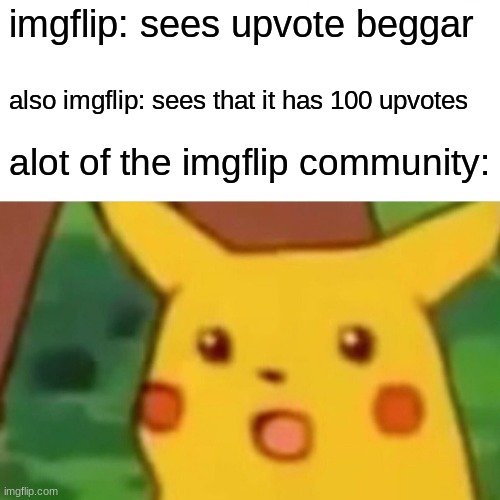 imgflip: sees upvote beggar
also imgflip: sees that it has 100 upvotes
alot of the imgflip community:
imgflip.com